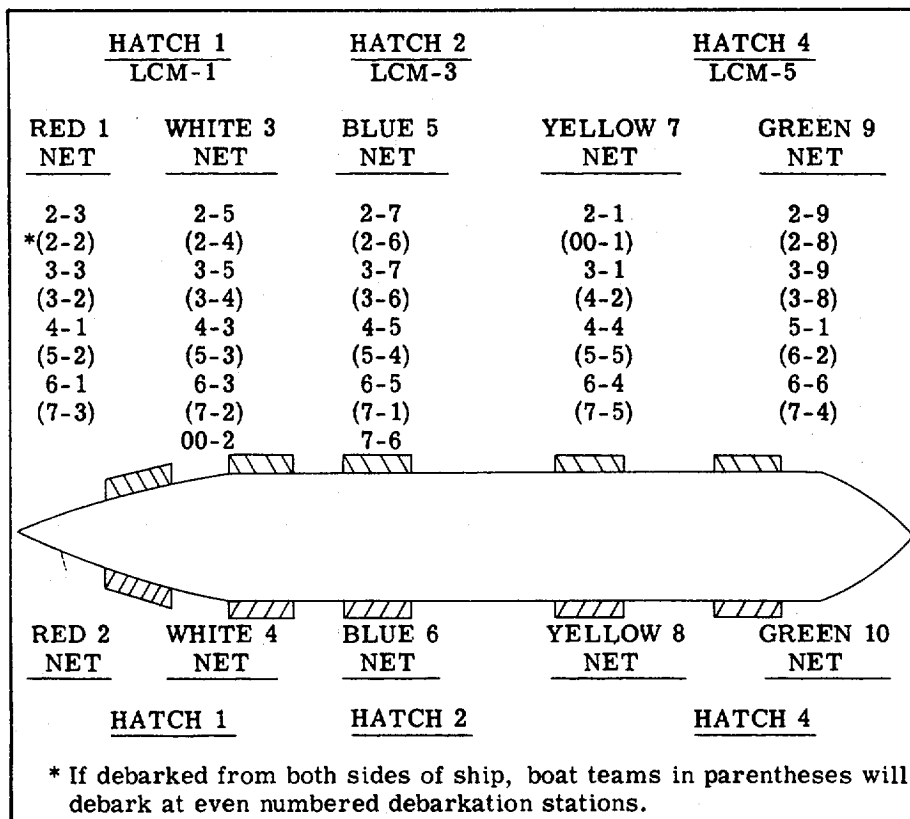 HATCH 1 HATCH 2 HATCH 4
LCM-1 LCM-3 LCM-5
RED 1 WHITE 3 BLUE 5 YELLOW 7 GREEN 9
NET NET NET NET NET
2-3 2-5 2-7 2-1 2-9
*(2-2) (2-4) (2-6) (00-1) (2-8)
3-3 3-5 3-7 3-1 3-9
(3-2) (3-4) (3-6) (4-2) (3-8)
4-1 4-3 4-5 4-4 5-1
(5-2) (5-3) (5-4) (5-5) (6-2)
6-1 6-3 6-5 6-4 6-6
(7-3) (7-2) (7-1) (7-5) (7-4)
00-2 7-6
RED 2 WHITE 4 BLUE 6 YELLOW 8 GREEN 10
NET NET NET NET NET
HATCH 1 HATCH 2 HATCH 4
* If debarked from both sides of ship, boat teams in parentheses will
debark at even numbered debarkation stations.